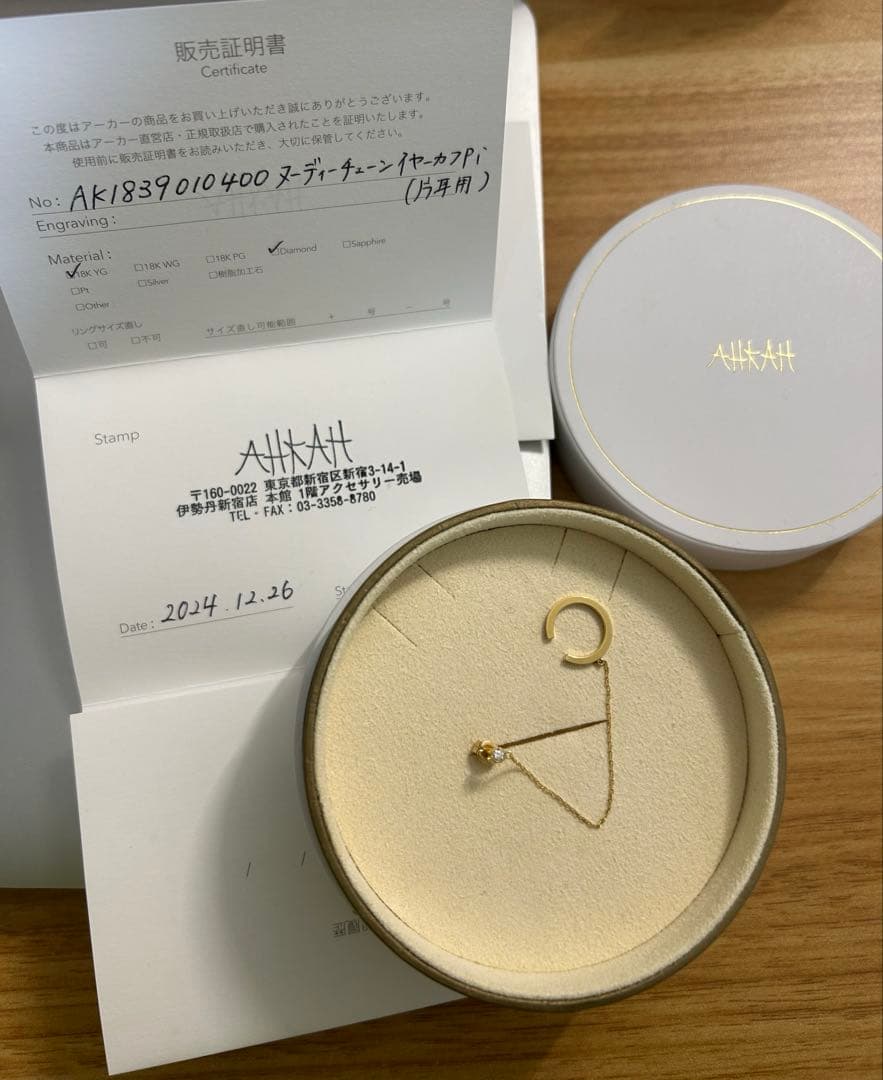 販売証明書
Certificate
この度はアーカーの商品をお買い上げいただき誠にありがとうございます。
本商品はアーカー直営店・正規取扱店で購入されたことを証明いたします。
使用前に販売証明書をお読みいただき、大切に保管してください。
No: AK1839010400 ヌーディーチェーンイヤーカフPi
(片耳用)
Engraving:
Material:
✓18K YG □18K WG □18K PG ✓□Diamond □Sapphire
□Pt □Silver □樹脂加工石
□Other
リングサイズ直し サイズ直し可能範囲 + 号 − 号
□可 □不可
AHKAH
Stamp
AHKAH
〒160-0022 東京都新宿区新宿3-14-1
伊勢丹新宿店 本館 1階アクセサリー売場
TEL・FAX:03-3358-8780
Date: 2024.12.26 St
/ /